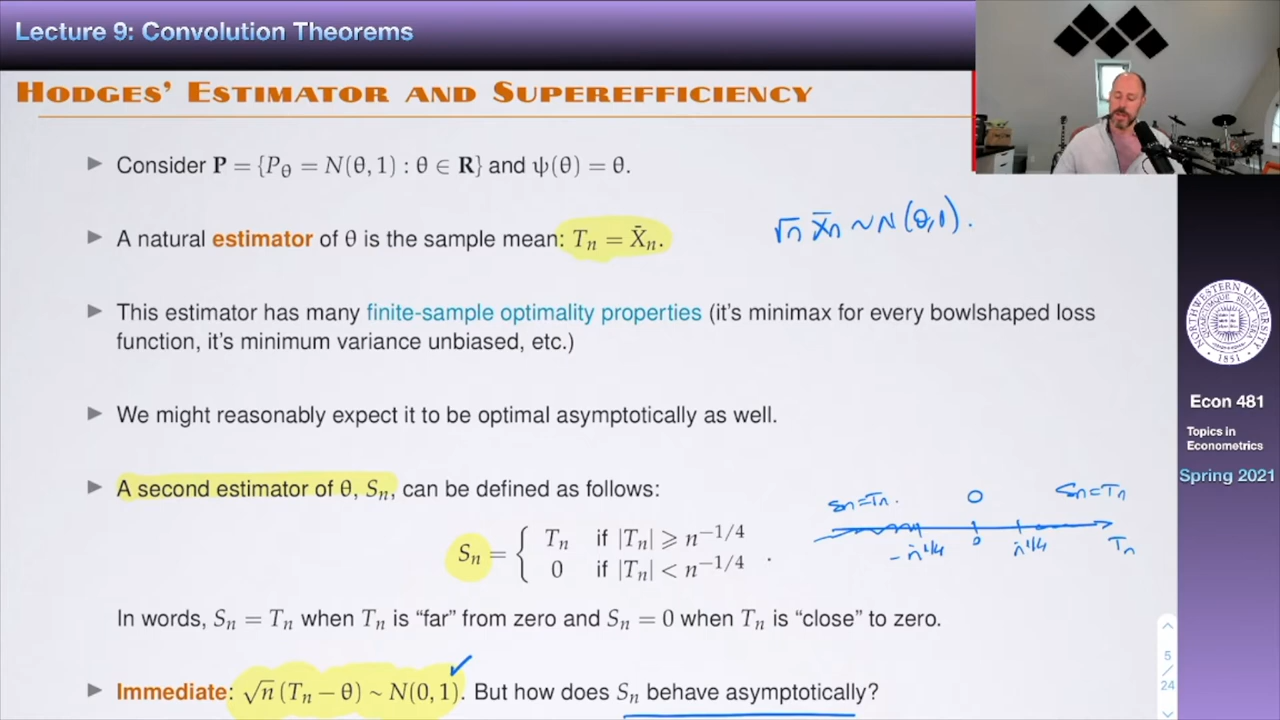 Lecture 9: Convolution Theorems
HODGES' ESTIMATOR AND SUPEREFFICIENCY
▶ Consider P = {P_θ = N(θ, 1) : θ ∈ R} and ψ(θ) = θ.
▶ A natural estimator of θ is the sample mean: T_n = X̄_n.
√n X̄n ~ N(θ,1).
▶ This estimator has many finite-sample optimality properties (it's minimax for every bowlshaped loss
function, it's minimum variance unbiased, etc.)
▶ We might reasonably expect it to be optimal asymptotically as well.
▶ A second estimator of θ, S_n, can be defined as follows:
S_n = { T_n if |T_n| ⩾ n^{−1/4}
0 if |T_n| < n^{−1/4} .
Sn=Tn. 0 Sn=Tn
-n^{1/4} 0 n^{1/4} Tn
In words, S_n = T_n when T_n is “far” from zero and S_n = 0 when T_n is “close” to zero.
▶ Immediate: √n(T_n − θ) ~ N(0, 1). But how does S_n behave asymptotically?
NORTHWESTERN UNIVERSITY
1851
Econ 481
Topics in
Econometrics
Spring 2021
5
/
24